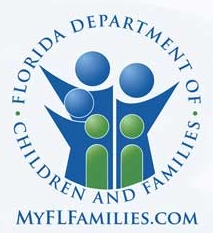 • FLORIDA DEPARTMENT OF •
CHILDREN AND FAMILIES
MYFLFAMILIES.COM